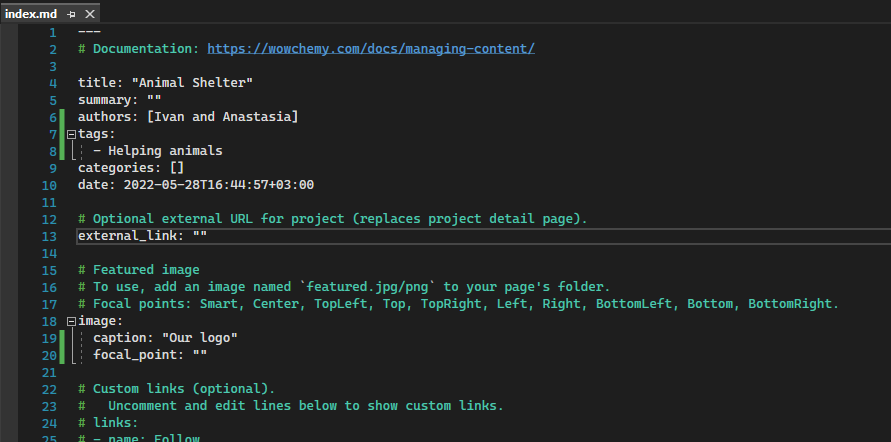 index.md
1 ---
2 # Documentation: https://wowchemy.com/docs/managing-content/
3
4 title: "Animal Shelter"
5 summary: ""
6 authors: [Ivan and Anastasia]
7 tags:
8   - Helping animals
9 categories: []
10 date: 2022-05-28T16:44:57+03:00
11
12 # Optional external URL for project (replaces project detail page).
13 external_link: ""
14
15 # Featured image
16 # To use, add an image named `featured.jpg/png` to your page's folder.
17 # Focal points: Smart, Center, TopLeft, Top, TopRight, Left, Right, BottomLeft, Bottom, BottomRight.
18 image:
19   caption: "Our logo"
20   focal_point: ""
21
22 # Custom links (optional).
23 #   Uncomment and edit lines below to show custom links.
24 # links:
25 # - name: Follow